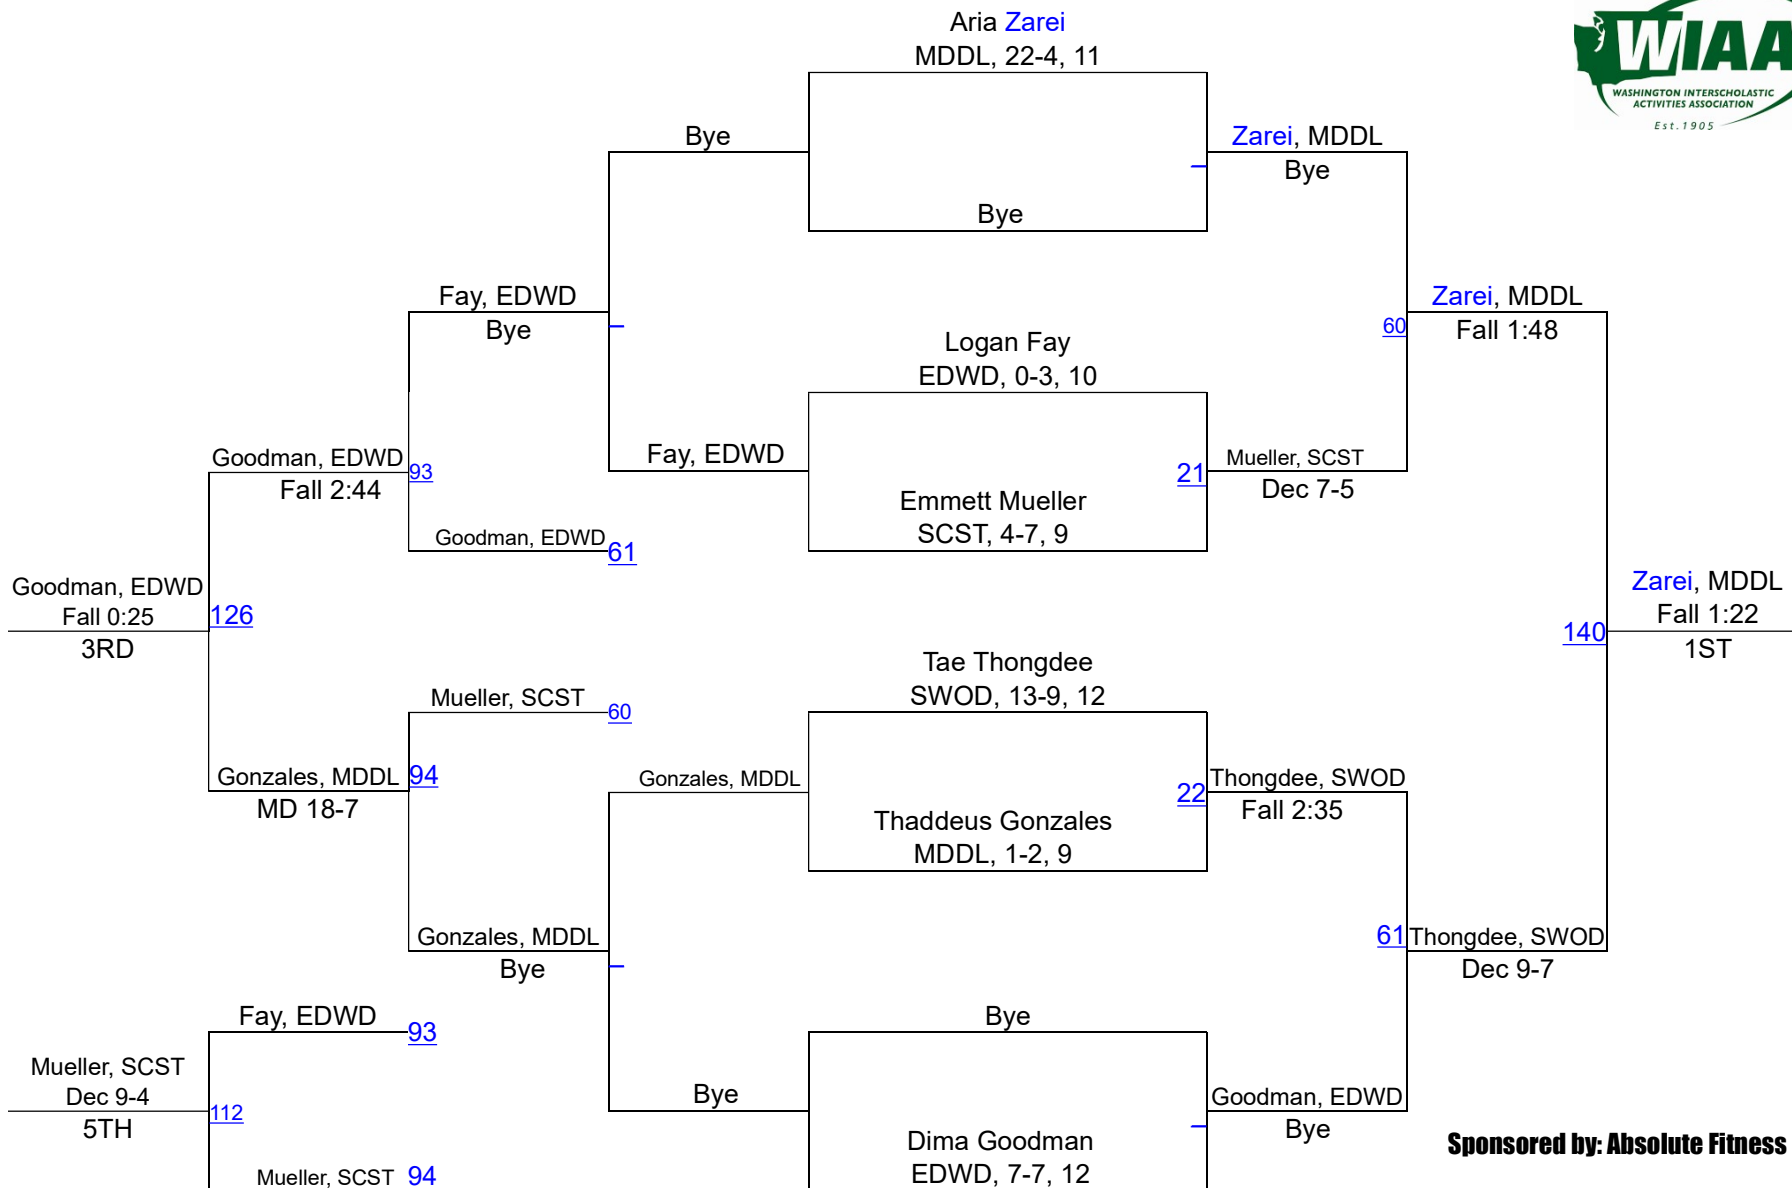 Aria Zarei
MDDL, 22-4, 11
WIAA
WASHINGTON INTERSCHOLASTIC
ACTIVITIES ASSOCIATION
Est.1905
Bye
Zarei, MDDL
Bye
Bye
Fay, EDWD
Bye
Zarei, MDDL
60
Fall 1:48
Logan Fay
EDWD, 0-3, 10
Goodman, EDWD
93
Fall 2:44
Fay, EDWD
21
Mueller, SCST
Dec 7-5
Emmett Mueller
SCST, 4-7, 9
Goodman, EDWD
61
Goodman, EDWD
Fall 0:25
126
3RD
Zarei, MDDL
Fall 1:22
140
1ST
Tae Thongdee
SWOD, 13-9, 12
Mueller, SCST
60
Gonzales, MDDL
94
MD 18-7
Gonzales, MDDL
22
Thongdee, SWOD
Fall 2:35
Thaddeus Gonzales
MDDL, 1-2, 9
Gonzales, MDDL
Bye
61
Thongdee, SWOD
Dec 9-7
Fay, EDWD
93
Bye
Mueller, SCST
Dec 9-4
112
5TH
Bye
Goodman, EDWD
Bye
Dima Goodman
EDWD, 7-7, 12
Mueller, SCST
94
Sponsored by: Absolute Fitness